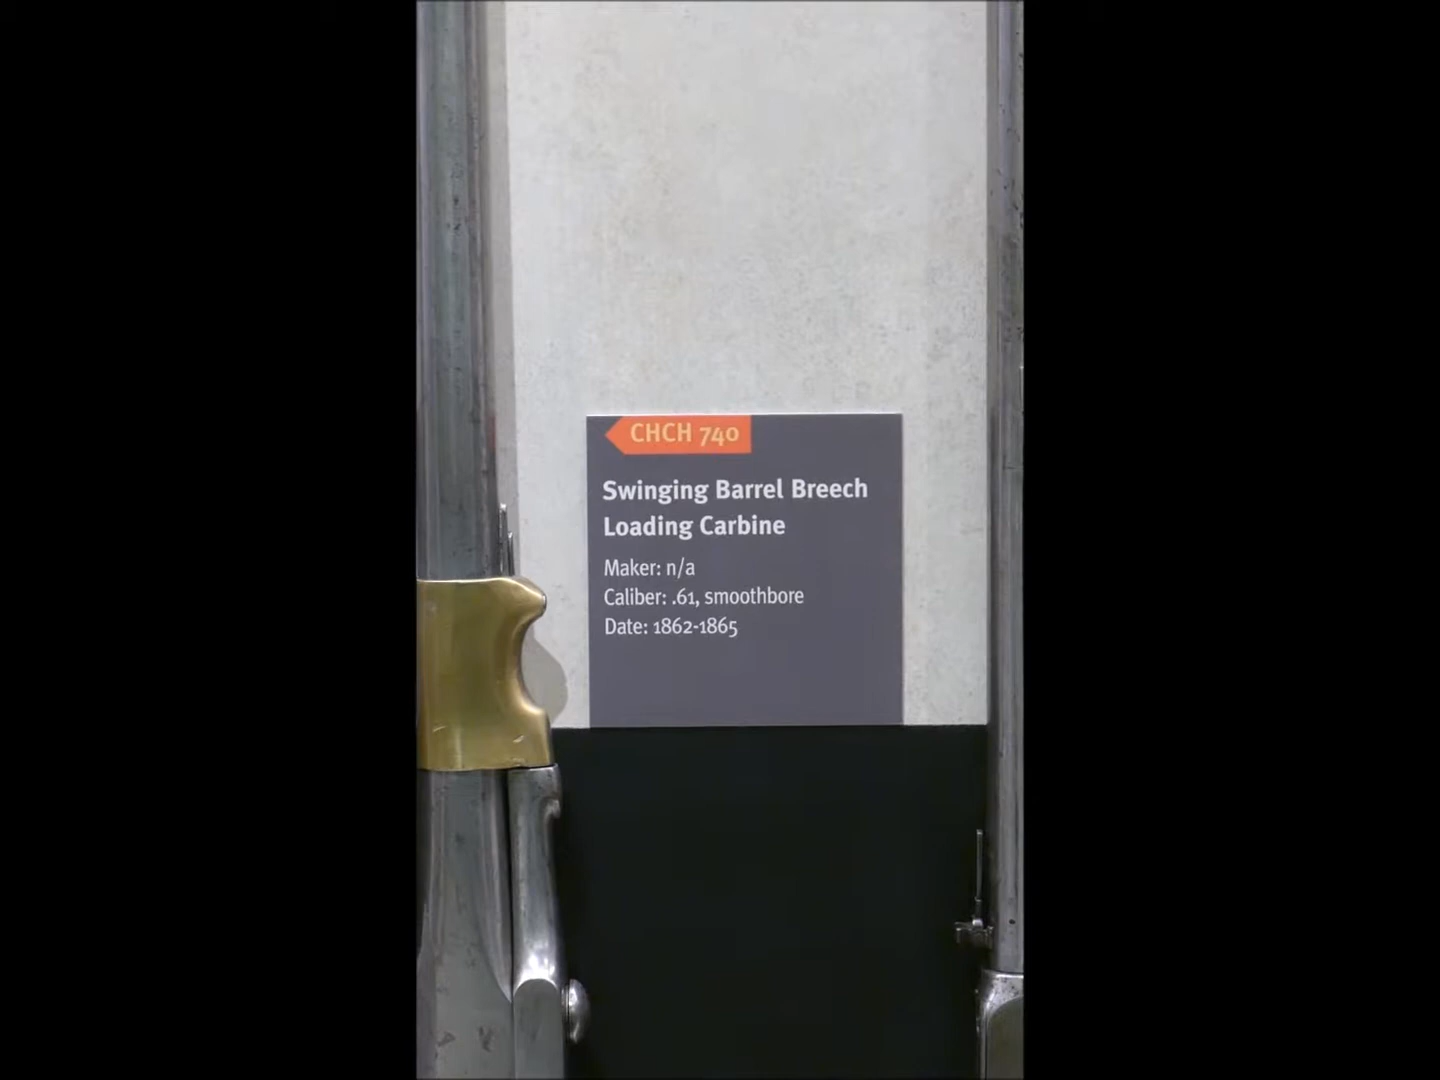 CHCH 740
Swinging Barrel Breech
Loading Carbine
Maker: n/a
Caliber: .61, smoothbore
Date: 1862-1865